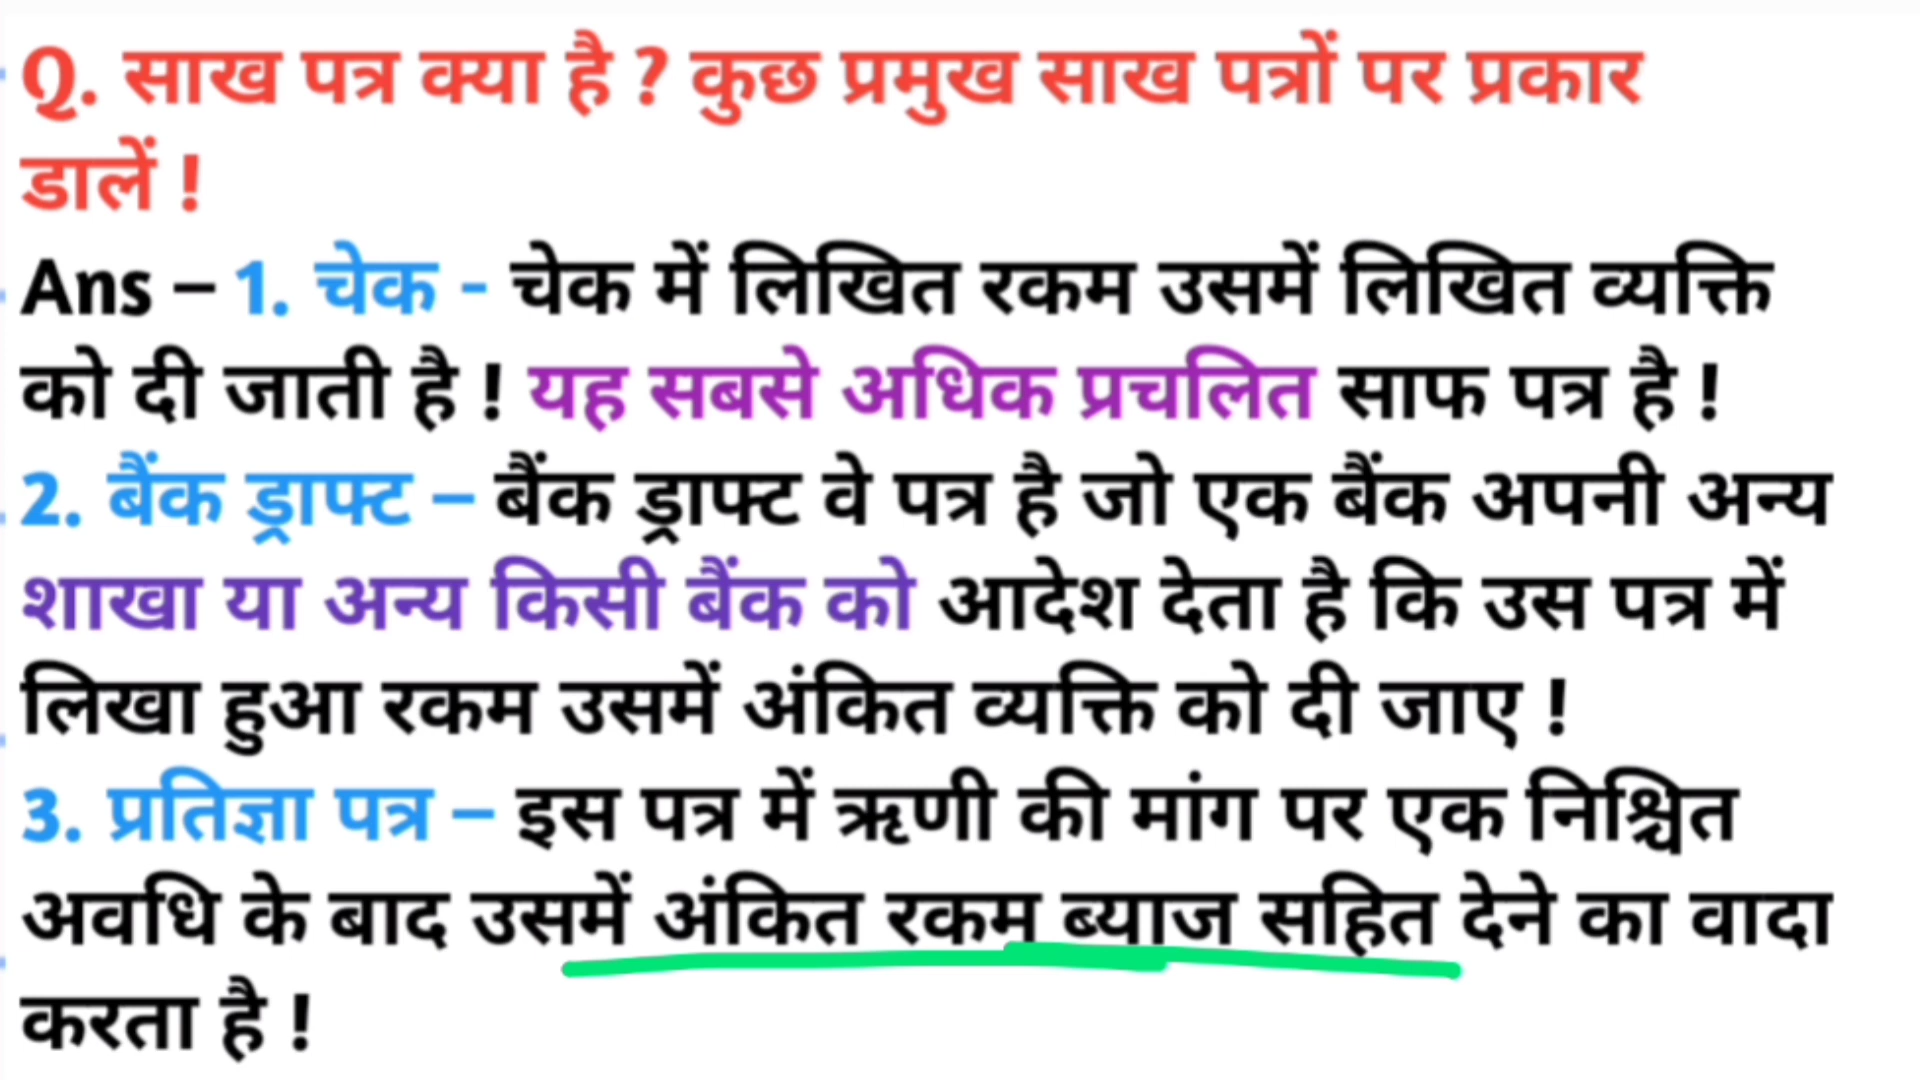 Q. साख पत्र क्या है ? कुछ प्रमुख साख पत्रों पर प्रकार
डालें !
Ans – 1. चेक - चेक में लिखित रकम उसमें लिखित व्यक्ति
को दी जाती है ! यह सबसे अधिक प्रचलित साफ पत्र है !
2. बैंक ड्राफ्ट – बैंक ड्राफ्ट वे पत्र है जो एक बैंक अपनी अन्य
शाखा या अन्य किसी बैंक को आदेश देता है कि उस पत्र में
लिखा हुआ रकम उसमें अंकित व्यक्ति को दी जाए !
3. प्रतिज्ञा पत्र – इस पत्र में ऋणी की मांग पर एक निश्चित
अवधि के बाद उसमें अंकित रकम ब्याज सहित देने का वादा
करता है !